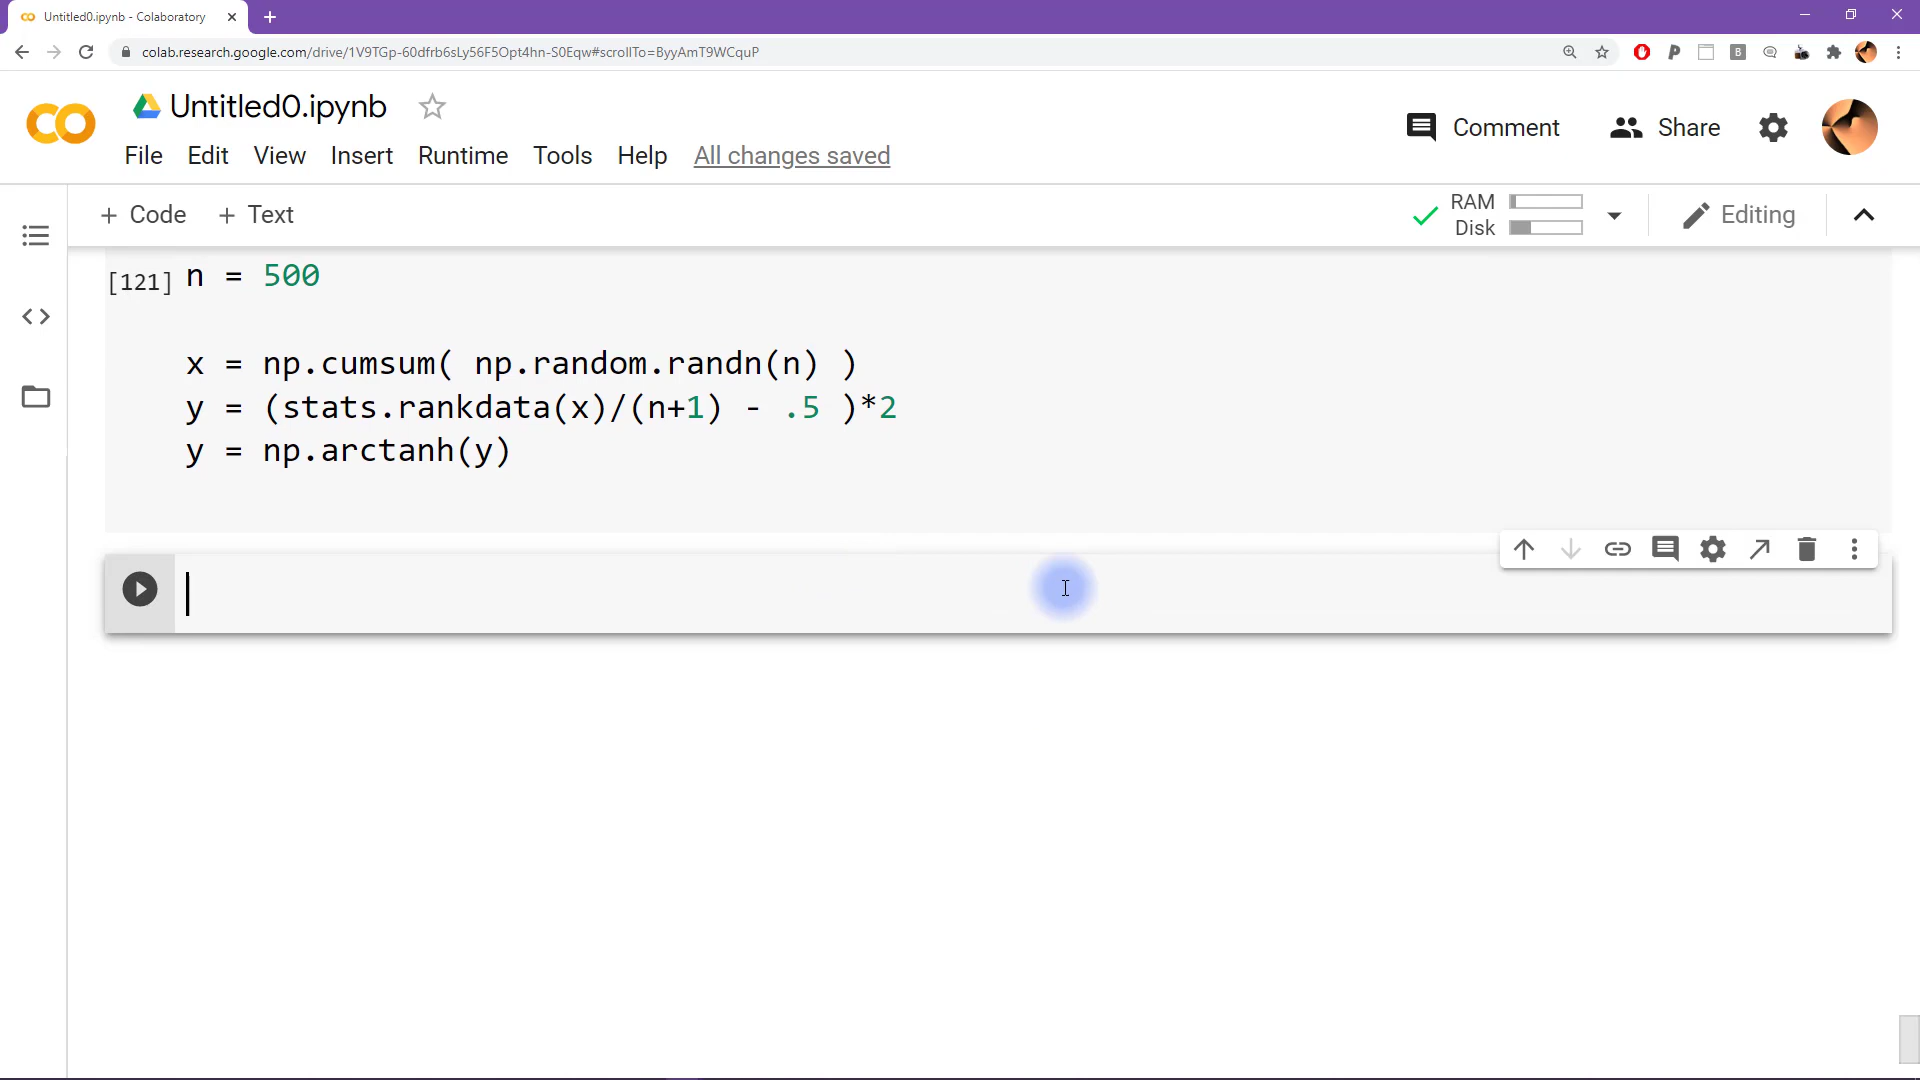 Untitled0.ipynb - Colaboratory
colab.research.google.com/drive/1V9TGp-60dfrb6sLy56F5Opt4hn-S0Eqw#scrollTo=ByyAmT9WCquP
Untitled0.ipynb
Comment
Share
File Edit View Insert Runtime Tools Help All changes saved
+ Code + Text
RAM
Disk
Editing
[121] n = 500
x = np.cumsum( np.random.randn(n) )
y = (stats.rankdata(x)/(n+1) - .5 )*2
y = np.arctanh(y)